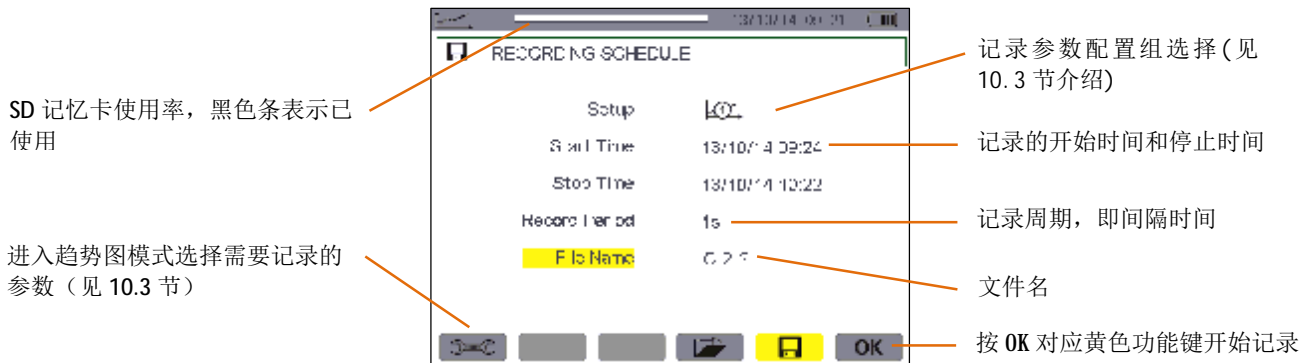 RECORDING SCHEDULE
SD 记忆卡使用率，黑色条表示已
使用
进入趋势图模式选择需要记录的
参数（见 10.3 节）
Setup
Start Time
13/10/14 09:24
Stop Time
13/10/14 10:22
Record Period
1s
File Name
OK
记录参数配置组选择(见
10.3 节介绍)
记录的开始时间和停止时间
记录周期，即间隔时间
文件名
按 OK 对应黄色功能键开始记录